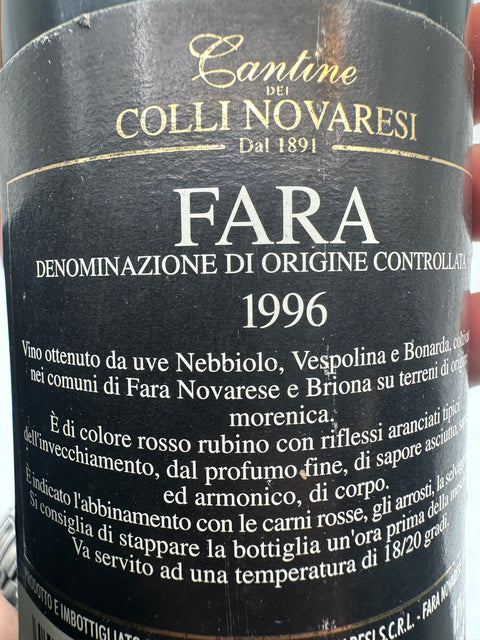 Cantine
DEI
COLLI NOVARESI
Dal 1891
FARA
DENOMINAZIONE DI ORIGINE CONTROLLATA
1996
Vino ottenuto da uve Nebbiolo, Vespolina e Bonarda,
nei comuni di Fara Novarese e Briona su terreni di
morenica.
È di colore rosso rubino con riflessi aranciati tipici
dell'invecchiamento, dal profumo fine, di sapore asciutto,
ed armonico, di corpo.
È indicato l'abbinamento con le carni rosse, gli arrosti, la
Si consiglia di stappare la bottiglia un'ora prima della
Va servito ad una temperatura di 18/20 gradi.
PRODOTTO E IMBOTTIGLIATO
S.C.R.L. - FARA